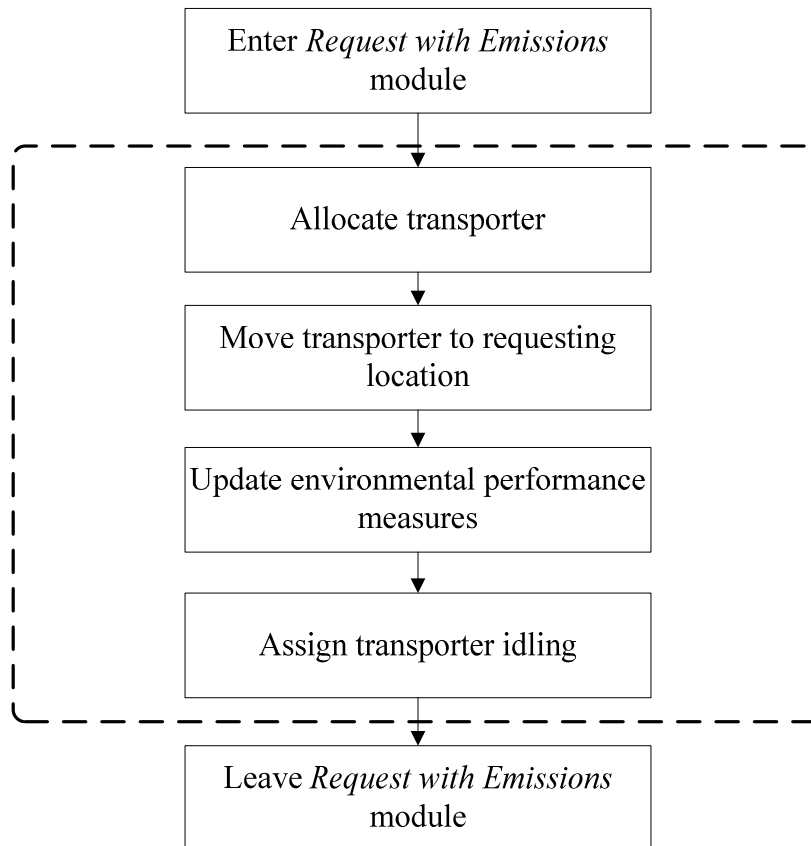 Enter Request with Emissions
module
Allocate transporter
Move transporter to requesting
location
Update environmental performance
measures
Assign transporter idling
Leave Request with Emissions
module